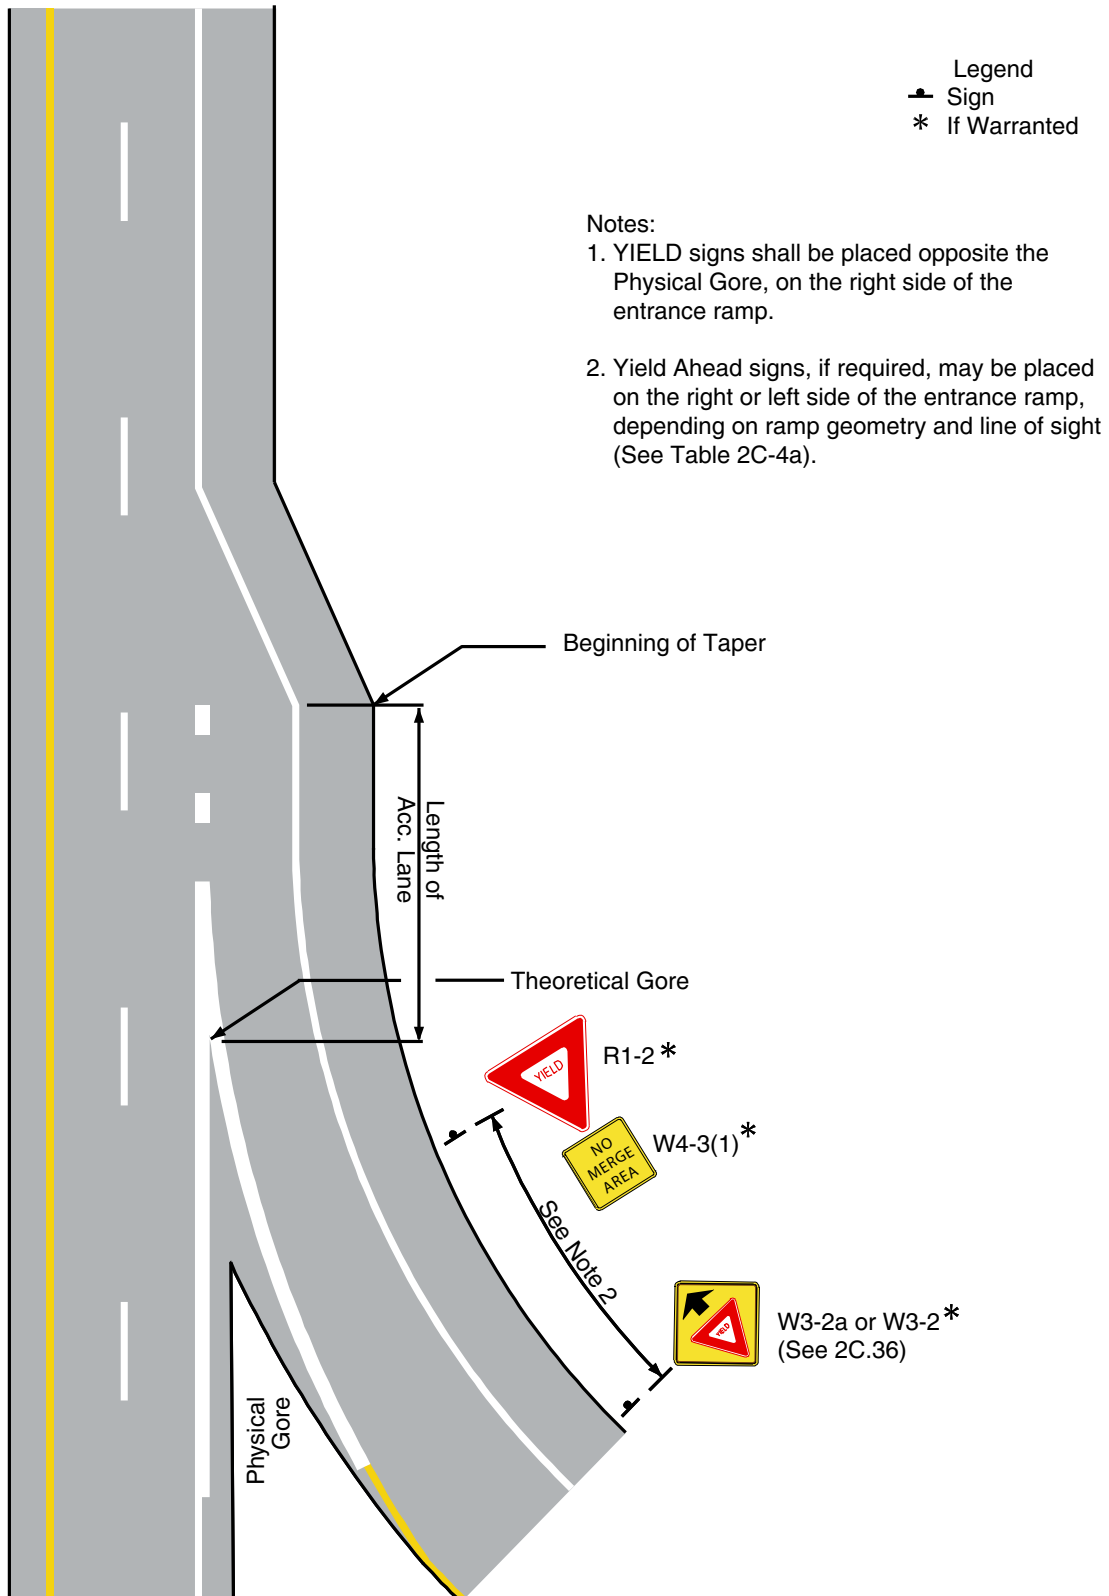 Legend
Sign
* If Warranted
Notes:
1. YIELD signs shall be placed opposite the
Physical Gore, on the right side of the
entrance ramp.
2. Yield Ahead signs, if required, may be placed
on the right or left side of the entrance ramp,
depending on ramp geometry and line of sight
(See Table 2C-4a).
Beginning of Taper
Length of
Acc. Lane
Theoretical Gore
YIELD
R1-2*
NO
MERGE
AREA
W4-3(1)*
See Note 2
YIELD
W3-2a or W3-2*
(See 2C.36)
Physical
Gore